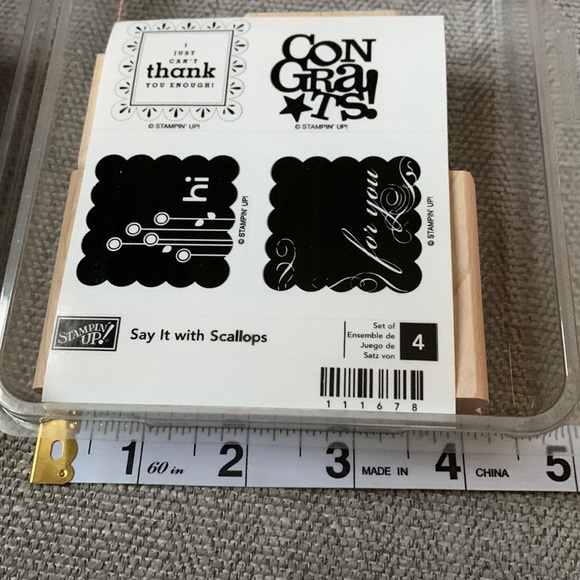 I
JUST
CAN'T
thank
YOU ENOUGH!
© STAMPIN' UP!
CON
GRA
TS!
© STAMPIN' UP!
hi
© STAMPIN' UP!
for you
© STAMPIN' UP!
STAMPIN' UP!
Say It with Scallops
Set of
Ensemble de
Juego de
Satz von
4
111678
1 60 in 2 3 MADE IN 4 CHINA 5